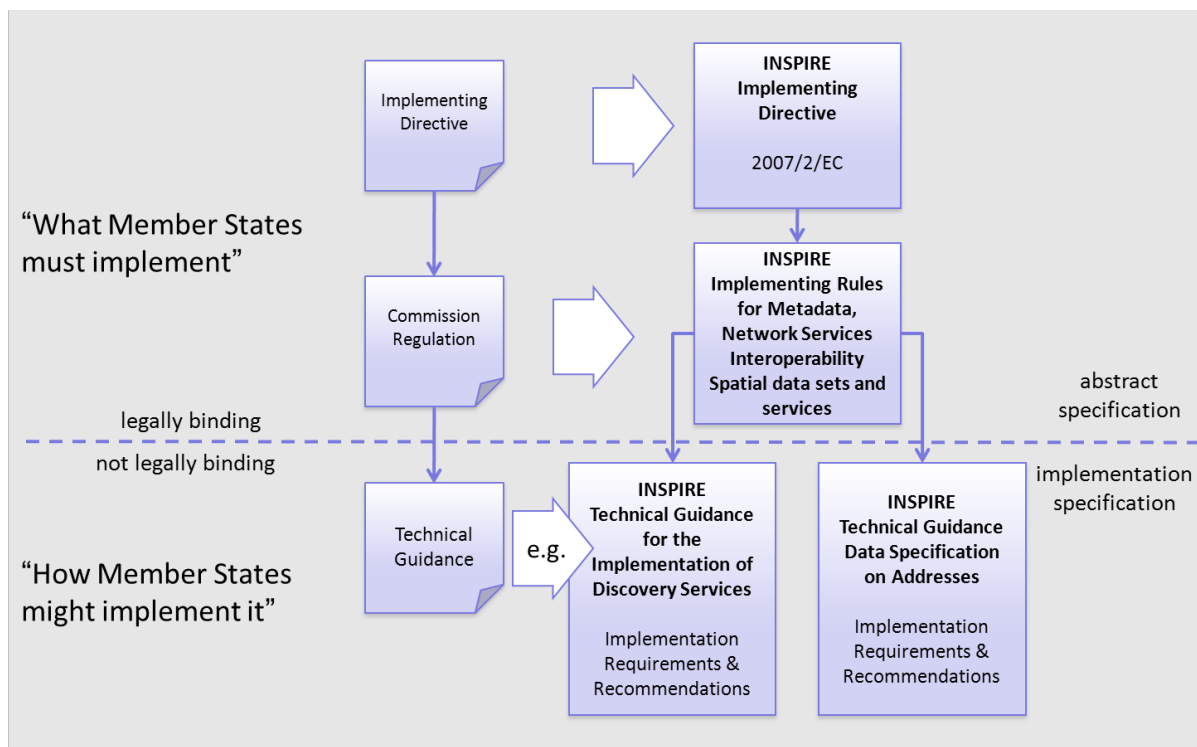 Implementing
Directive
INSPIRE
Implementing
Directive
2007/2/EC
“What Member States
must implement”
Commission
Regulation
INSPIRE
Implementing Rules
for Metadata,
Network Services
Interoperability
Spatial data sets and
services
abstract
specification
legally binding
not legally binding
implementation
specification
“How Member States
might implement it”
Technical
Guidance
e.g.
INSPIRE
Technical Guidance
for the
Implementation of
Discovery Services
Implementation
Requirements &
Recommendations
INSPIRE
Technical Guidance
Data Specification
on Addresses
Implementation
Requirements &
Recommendations